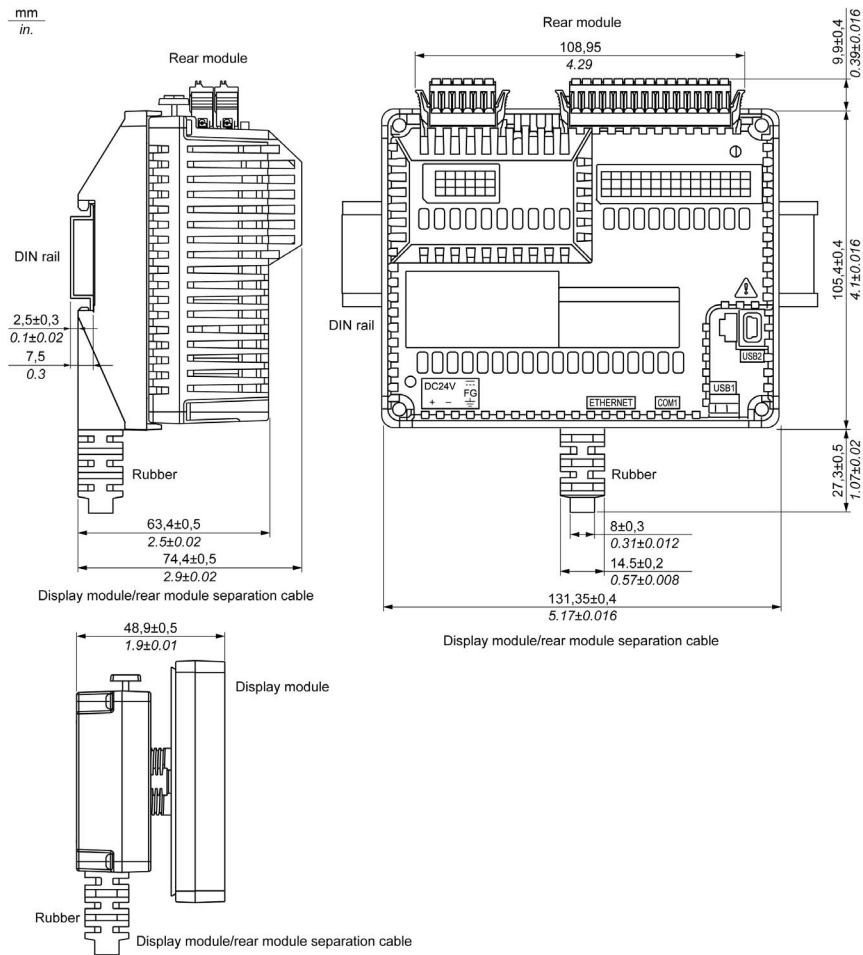 mm
in.
Rear module
DIN rail
2,5±0,3
0.1±0.02
7,5
0.3
Rubber
63,4±0,5
2.5±0.02
74,4±0,5
2.9±0.02
Display module/rear module separation cable
Rear module
108,95
4.29
9,9±0,4
0.39±0.016
105,4±0,4
4.1±0.016
DIN rail
USB2
USB1
DC24V
FG
+ −
ETHERNET
COM1
Rubber
27,3±0,5
1.07±0.02
8±0,3
0.31±0.012
14.5±0,2
0.57±0.008
131,35±0,4
5.17±0.016
Display module/rear module separation cable
48,9±0,5
1.9±0.01
Display module
Rubber
Display module/rear module separation cable